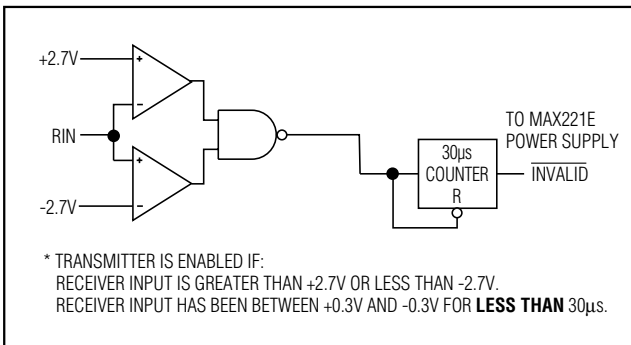 +2.7V
+
-
RIN
+
-
-2.7V
30µs
COUNTER
R
TO MAX221E
POWER SUPPLY
INVALID
* TRANSMITTER IS ENABLED IF:
RECEIVER INPUT IS GREATER THAN +2.7V OR LESS THAN -2.7V.
RECEIVER INPUT HAS BEEN BETWEEN +0.3V AND -0.3V FOR LESS THAN 30µs.